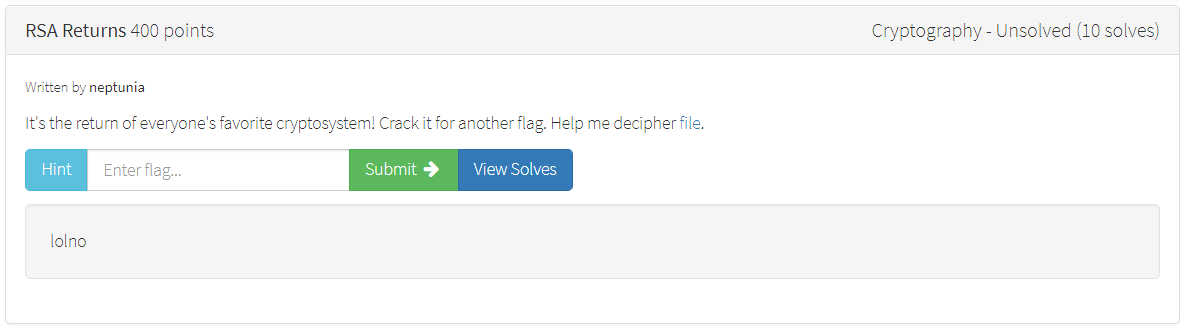 RSA Returns 400 points Cryptography - Unsolved (10 solves)
Written by neptunia
It's the return of everyone's favorite cryptosystem! Crack it for another flag. Help me decipher file.
Hint Enter flag... Submit View Solves
lolno